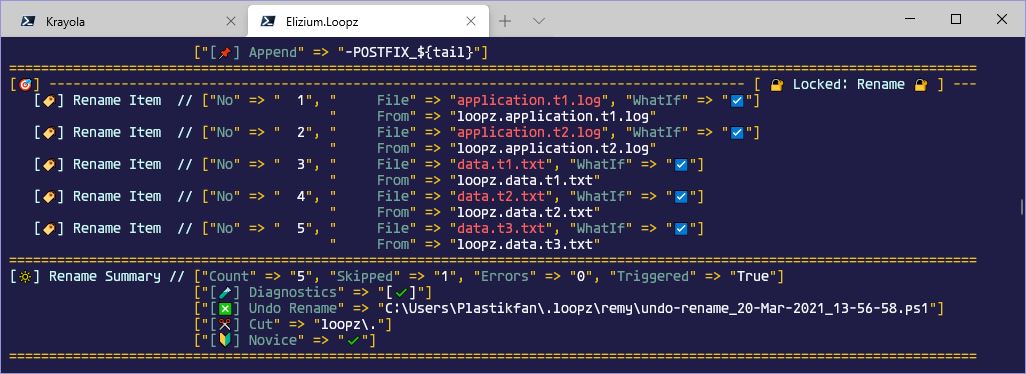 Krayola
Elizium.Loopz
["[📌] Append" => "-POSTFIX_${tail}"]
=========================================================================================================================
[🎯] ---------------------------------------------------------------------------------------- [ 🔐 Locked: Rename 🔐 ] ---
[🏷️] Rename Item // ["No" => "  1", "     File" => "application.t1.log", "WhatIf" => "☑️"]
"     From" => "loopz.application.t1.log"
[🏷️] Rename Item // ["No" => "  2", "     File" => "application.t2.log", "WhatIf" => "☑️"]
"     From" => "loopz.application.t2.log"
[🏷️] Rename Item // ["No" => "  3", "     File" => "data.t1.txt", "WhatIf" => "☑️"]
"     From" => "loopz.data.t1.txt"
[🏷️] Rename Item // ["No" => "  4", "     File" => "data.t2.txt", "WhatIf" => "☑️"]
"     From" => "loopz.data.t2.txt"
[🏷️] Rename Item // ["No" => "  5", "     File" => "data.t3.txt", "WhatIf" => "☑️"]
"     From" => "loopz.data.t3.txt"
=========================================================================================================================
[🔅] Rename Summary // ["Count" => "5", "Skipped" => "1", "Errors" => "0", "Triggered" => "True"]
["[🧪] Diagnostics" => "[✔️]"]
["[❎] Undo Rename" => "C:\Users\Plastikfan\.loopz\remy\undo-rename_20-Mar-2021_13-56-58.ps1"]
["[✂️] Cut" => "loopz\."]
["[🔰] Novice" => "✔️"]
=========================================================================================================================